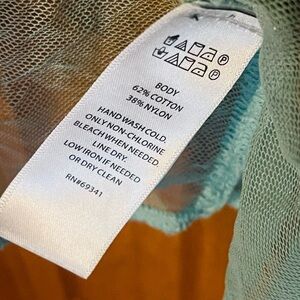 BODY
62% COTTON
38% NYLON
HAND WASH COLD.
ONLY NON-CHLORINE
BLEACH WHEN NEEDED.
LINE DRY.
LOW IRON IF NEEDED
OR DRY CLEAN
RN#69341